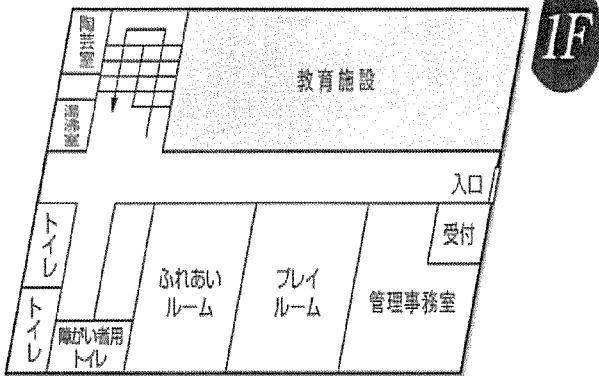 1F
陶芸室
教育施設
湯沸室
入口
受付
トイレ
ふれあい
ルーム
プレイ
ルーム
管理事務室
トイレ
障がい者用
トイレ